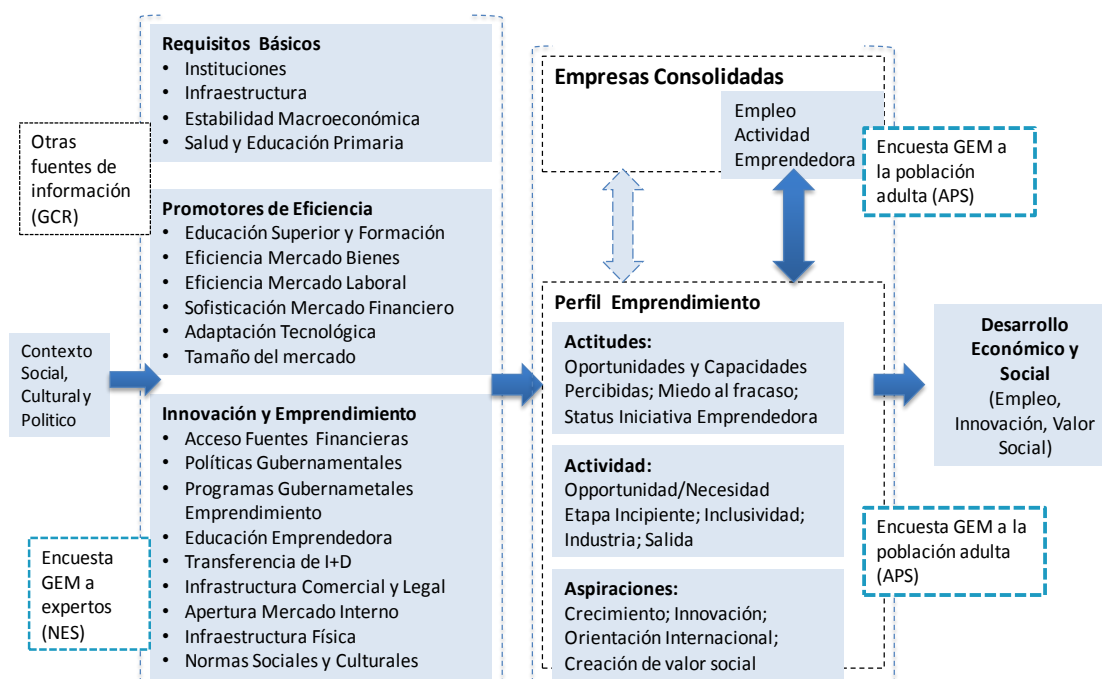 Requisitos Básicos
• Instituciones
• Infraestructura
• Estabilidad Macroeconómica
• Salud y Educación Primaria
Otras
fuentes de
información
(GCR)
Promotores de Eficiencia
• Educación Superior y Formación
• Eficiencia Mercado Bienes
• Eficiencia Mercado Laboral
• Sofisticación Mercado Financiero
• Adaptación Tecnológica
• Tamaño del mercado
Contexto
Social,
Cultural y
Politico
Innovación y Emprendimiento
• Acceso Fuentes Financieras
• Políticas Gubernamentales
• Programas Gubernametales
Emprendimiento
• Educación Emprendedora
• Transferencia de I+D
• Infrastructura Comercial y Legal
• Apertura Mercado Interno
• Infraestructura Física
• Normas Sociales y Culturales
Encuesta
GEM a
expertos
(NES)
Empresas Consolidadas
Empleo
Actividad
Emprendedora
Encuesta GEM a
la población
adulta (APS)
Perfil Emprendimiento
Actitudes:
Oportunidades y Capacidades
Percibidas; Miedo al fracaso;
Status Iniciativa Emprendedora
Actividad:
Opportunidad/Necesidad
Etapa Incipiente; Inclusividad;
Industria; Salida
Aspiraciones:
Crecimiento; Innovación;
Orientación Internacional;
Creación de valor social
Desarrollo
Económico y
Social
(Empleo,
Innovación, Valor
Social)
Encuesta GEM a la
población adulta
(APS)